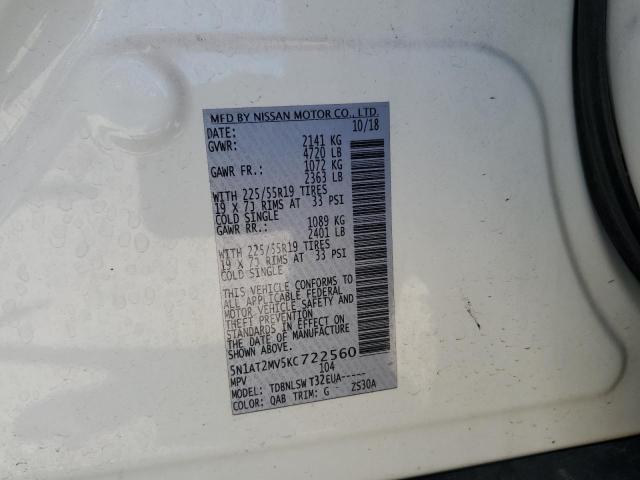 MFD BY NISSAN MOTOR CO., LTD.
DATE: 10/18
GVWR: 2141 KG
4720 LB
GAWR FR.: 1072 KG
2363 LB
WITH 225/55R19 TIRES
19 X 7J RIMS AT 33 PSI
COLD SINGLE
GAWR RR.: 1089 KG
2401 LB
WITH 225/55R19 TIRES
19 X 7J RIMS AT 33 PSI
COLD SINGLE
THIS VEHICLE CONFORMS TO
ALL APPLICABLE FEDERAL
MOTOR VEHICLE SAFETY AND
THEFT PREVENTION
STANDARDS IN EFFECT ON
THE DATE OF MANUFACTURE
SHOWN ABOVE.
5N1AT2MV5KC722560
MPV 104
MODEL: TDBNLSW T32EUA-----
COLOR: QAB TRIM: G - ZS30A